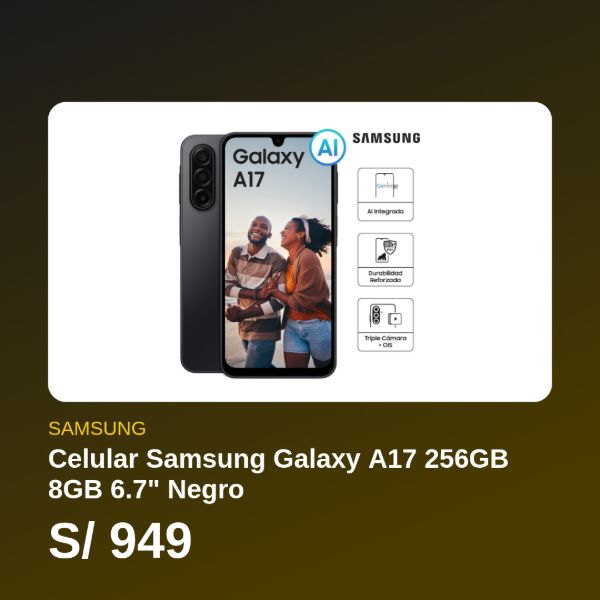 Galaxy
A17
AI
SAMSUNG
AI Integrada
Durabilidad
Reforzada
Triple Cámara
+ OIS
SAMSUNG
Celular Samsung Galaxy A17 256GB
8GB 6.7" Negro
S/ 949